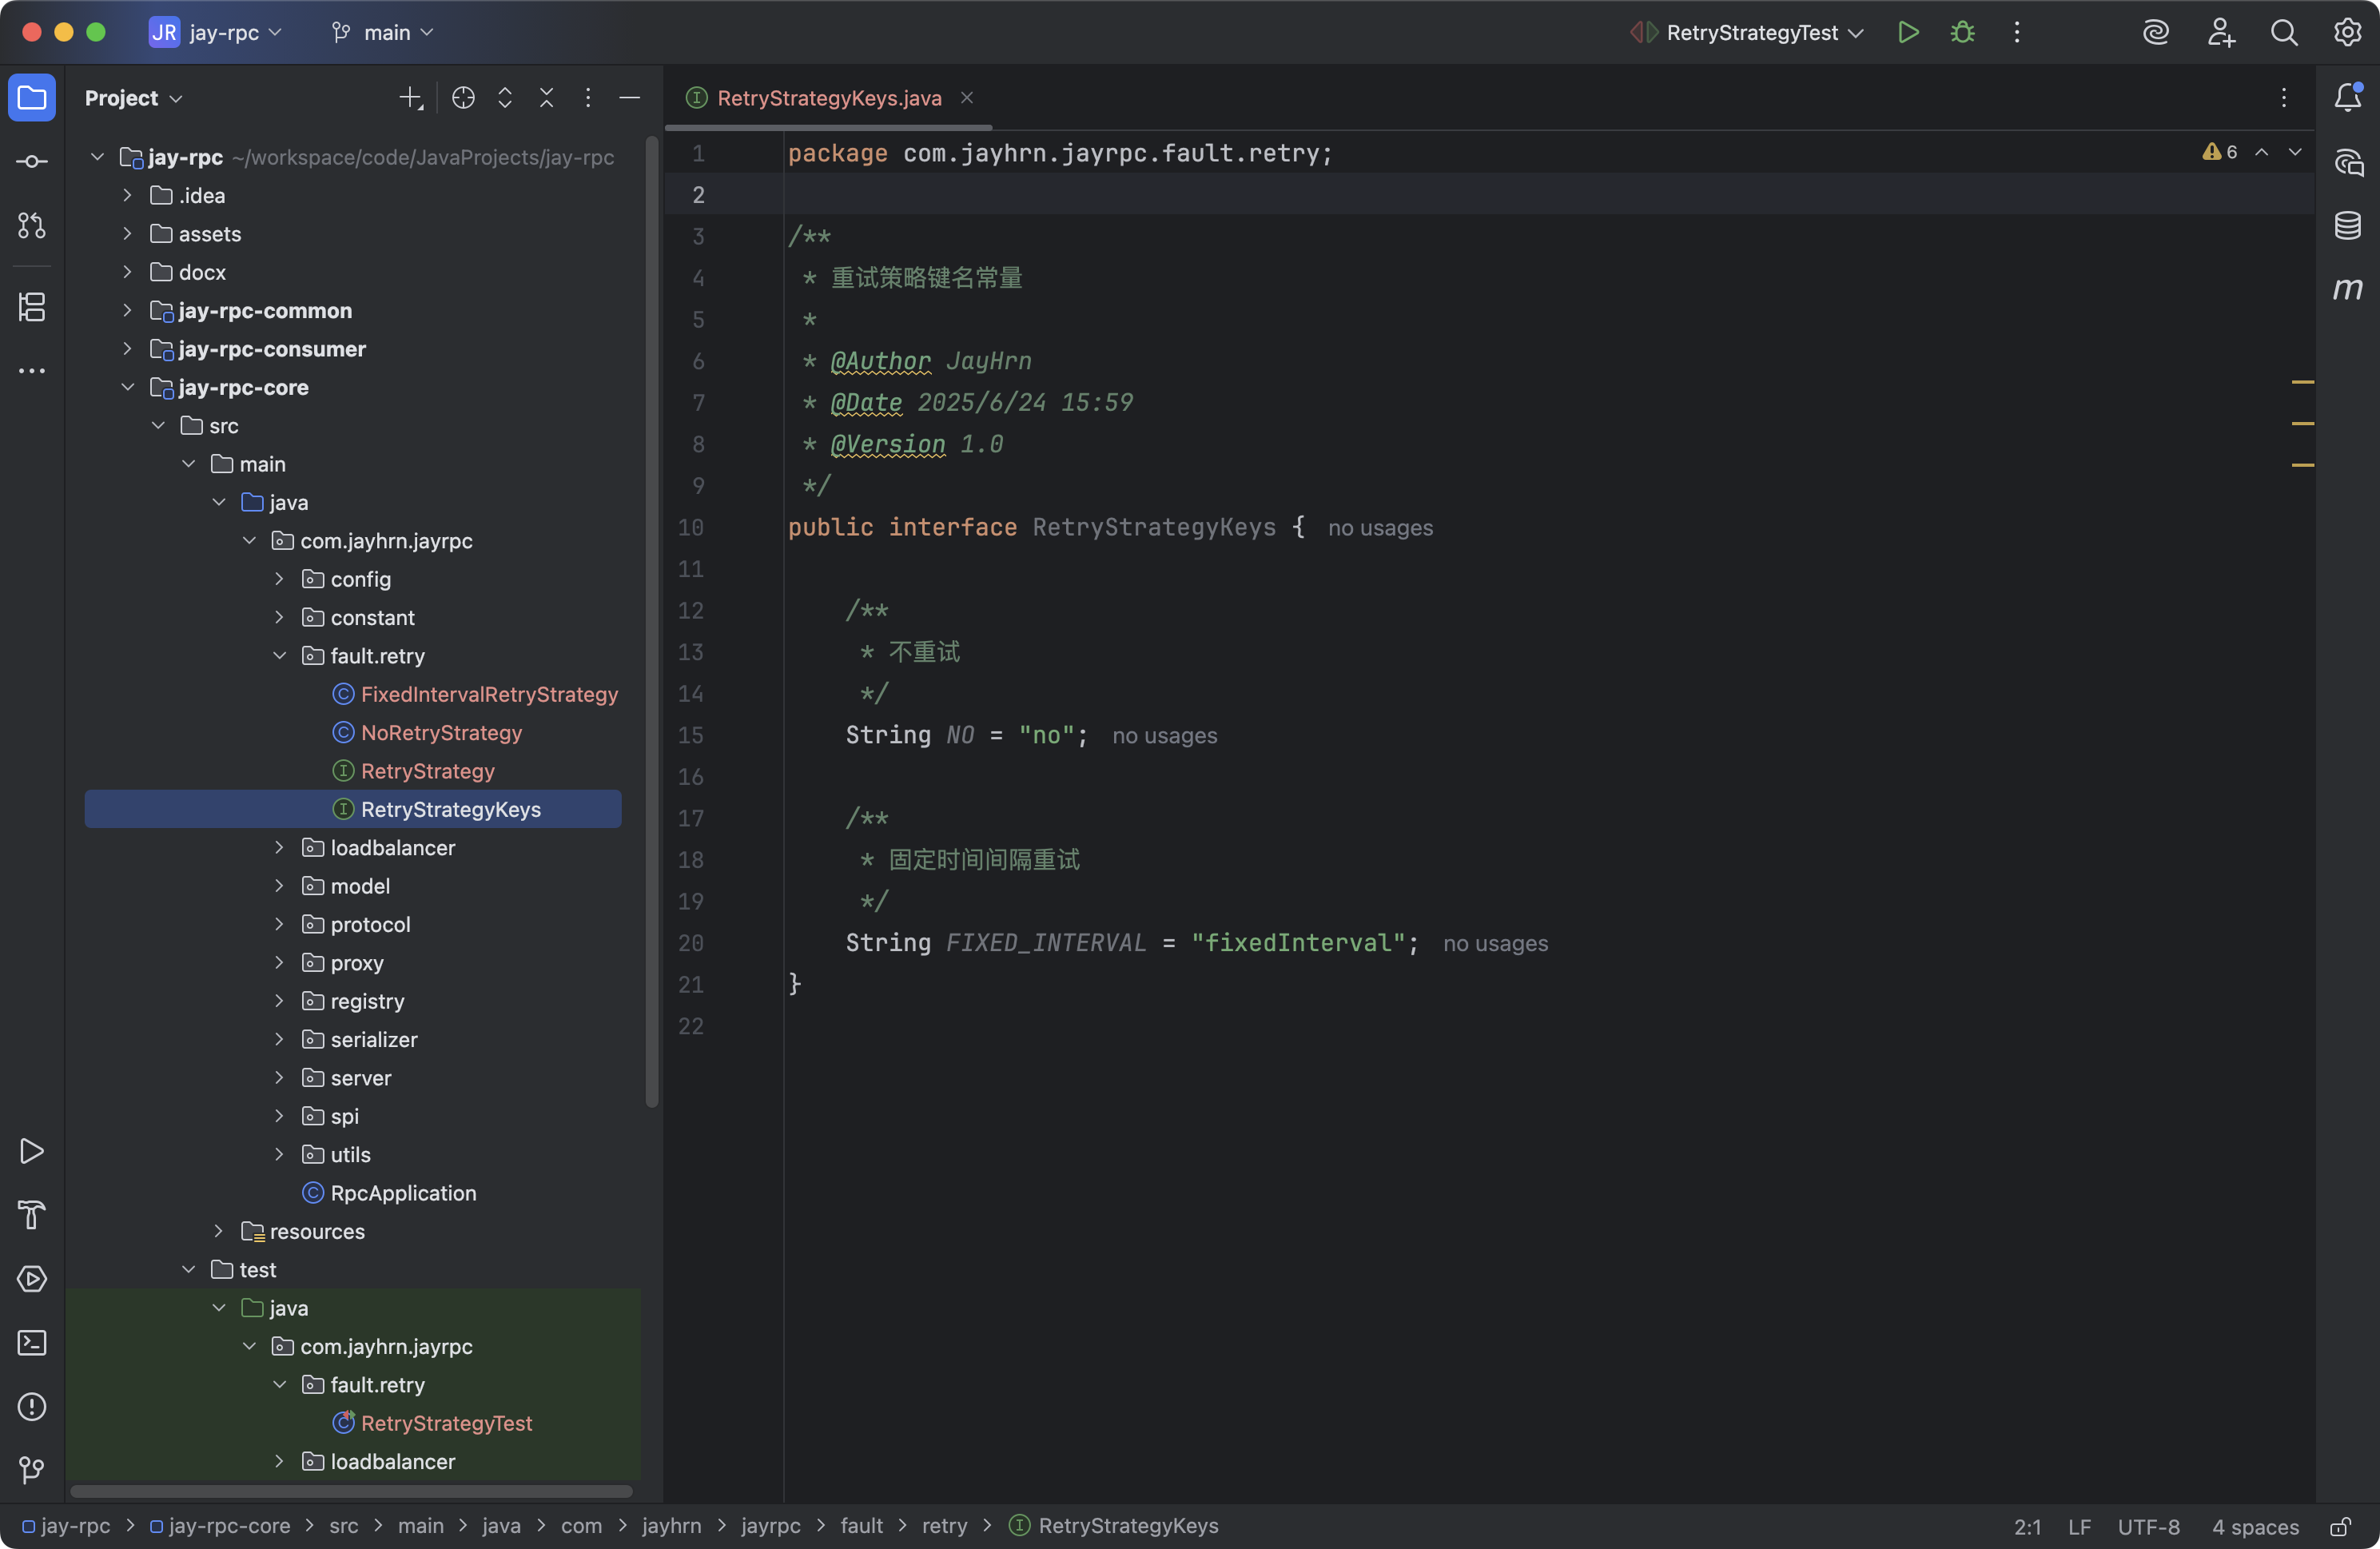 JR jay-rpc main RetryStrategyTest
Project
jay-rpc ~/workspace/code/JavaProjects/jay-rpc
.idea
assets
docx
jay-rpc-common
jay-rpc-consumer
jay-rpc-core
src
main
java
com.jayhrn.jayrpc
config
constant
fault.retry
FixedIntervalRetryStrategy
NoRetryStrategy
RetryStrategy
RetryStrategyKeys
loadbalancer
model
protocol
proxy
registry
serializer
server
spi
utils
RpcApplication
resources
test
java
com.jayhrn.jayrpc
fault.retry
RetryStrategyTest
loadbalancer
RetryStrategyKeys.java
6
1 package com.jayhrn.jayrpc.fault.retry;
2
3 /**
4 * 重试策略键名常量
5 *
6 * @Author JayHrn
7 * @Date 2025/6/24 15:59
8 * @Version 1.0
9 */
10 public interface RetryStrategyKeys { no usages
11
12 /**
13 * 不重试
14 */
15 String NO = "no"; no usages
16
17 /**
18 * 固定时间间隔重试
19 */
20 String FIXED_INTERVAL = "fixedInterval"; no usages
21 }
22
m
jay-rpc > jay-rpc-core > src > main > java > com > jayhrn > jayrpc > fault > retry > RetryStrategyKeys
2:1 LF UTF-8 4 spaces